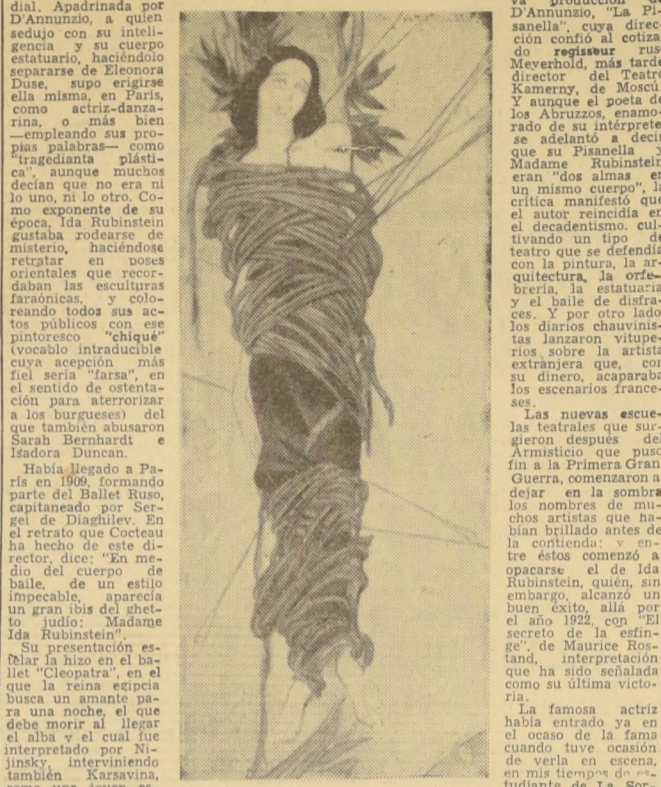 dial. Apadrinada por
D'Annunzio, a quien
sedujo con su inteli-
gencia y su cuerpo
estatuario, haciéndolo
separarse de Eleonora
Duse, supo erigirse
ella misma, en París,
como actriz-danza-
rina, o más bien
—empleando sus pro-
pias palabras— como
"tragedianta plásti-
ca", aunque muchos
decían que no era ni
lo uno, ni lo otro. Co-
mo exponente de su
época, Ida Rubinstein
gustaba rodearse de
misterio, haciéndose
retratar en poses
orientales que recor-
daban las esculturas
faraónicas, y colo-
reando todos sus ac-
tos públicos con ese
pintoresco "chiqué"
(vocablo intraducible
cuya acepción más
fiel sería "farsa", en
el sentido de ostenta-
ción para aterrorizar
a los burgueses) del
que también abusaron
Sarah Bernhardt e
Isadora Duncan.
Había llegado a Pa-
rís en 1909, formando
parte del Ballet Ruso,
capitaneado por Ser-
gei de Diaghilev. En
el retrato que Cocteau
ha hecho de este di-
rector, dice: "En me-
dio del cuerpo de
baile, de un estilo
impecable, aparecía
un gran ibis del ghet-
to judío: Madame
Ida Rubinstein".
Su presentación es-
telar la hizo en el ba-
llet "Cleopatra", en el
que la reina egipcia
busca un amante pa-
ra una noche, el que
debe morir al llegar
el alba y el cual fue
interpretado por Ni-
jinsky, interviniendo
también Karsavina,
como una joven es-
va producción de
D'Annunzio, "La Pi-
sanella", cuya direc-
ción confió al cotiza-
do regisseur ruso
Meyerhold, más tarde
director del Teatro
Kamerny, de Moscú.
Y aunque el poeta de
los Abruzzos, enamo-
rado de su intérprete
se adelantó a decir
que su Pisanella y
Madame Rubinstein
eran "dos almas en
un mismo cuerpo", la
crítica manifestó que
el autor reincidía en
el decadentismo. cul-
tivando un tipo de
teatro que se defendía
con la pintura, la ar-
quitectura, la orfe-
brería, la estatuaria
y el baile de disfra-
ces. Y por otro lado
los diarios chauvinis-
tas lanzaron vitupe-
rios sobre la artista
extranjera que, con
su dinero, acaparaba
los escenarios france-
ses.
Las nuevas escue-
las teatrales que sur-
gieron después del
Armisticio que puso
fin a la Primera Gran
Guerra, comenzaron a
dejar en la sombra
los nombres de mu-
chos artistas que ha-
bían brillado antes de
la contienda; y en-
tre éstos comenzó a
opacarse el de Ida
Rubinstein, quién, sin
embargo, alcanzó un
buen éxito, allá por
el año 1922, con "El
secreto de la esfin-
ge", de Maurice Ros-
tand, interpretación
que ha sido señalada
como su última victo-
ria.
La famosa actriz
había entrado ya en
el ocaso de la fama
cuando tuve ocasión
de verla en escena,
en mis tiempos de es-
tudiante de La Sor-